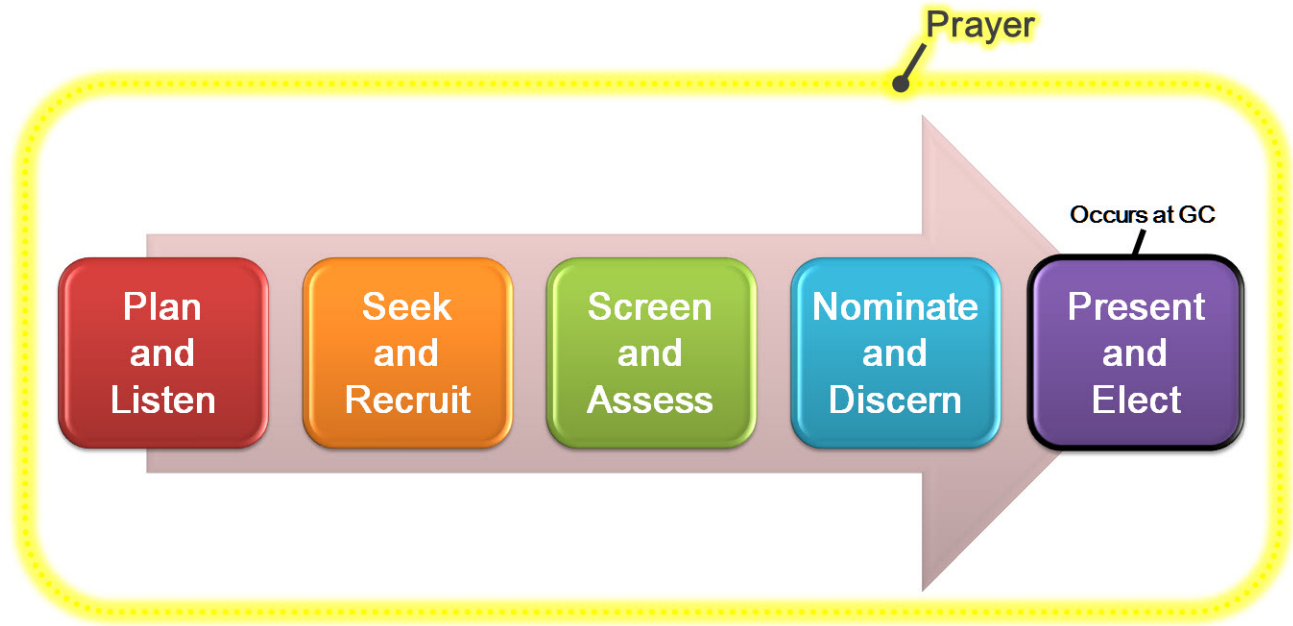 Prayer
Occurs at GC
Plan
and
Listen
Seek
and
Recruit
Screen
and
Assess
Nominate
and
Discern
Present
and
Elect